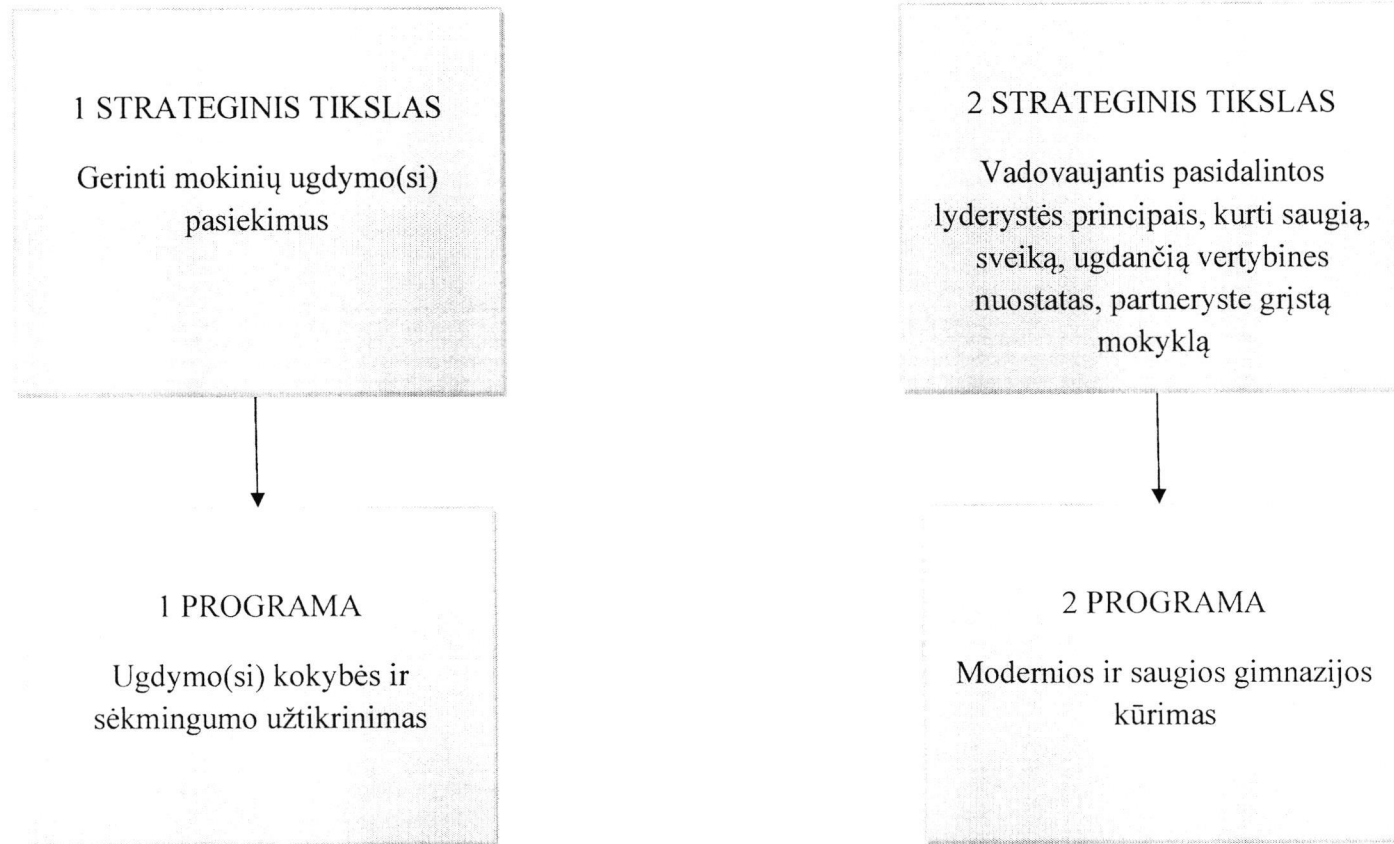 1 STRATEGINIS TIKSLAS
Gerinti mokinių ugdymo(si)
pasiekimus
2 STRATEGINIS TIKSLAS
Vadovaujantis pasidalintos
lyderystės principais, kurti saugią,
sveiką, ugdančią vertybines
nuostatas, partneryste grįstą
mokyklą
1 PROGRAMA
Ugdymo(si) kokybės ir
sėkmingumo užtikrinimas
2 PROGRAMA
Modernios ir saugios gimnazijos
kūrimas